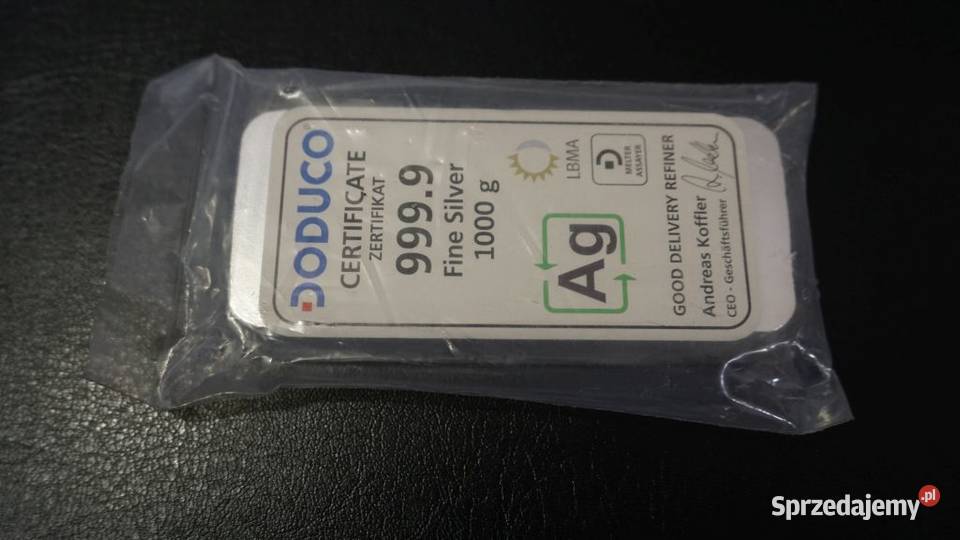 DODUCO
CERTIFICATE
ZERTIFIKAT
999.9
Fine Silver
1000 g
LBMA
MELTER
ASSAYER
Ag
GOOD DELIVERY REFINER
Andreas Koffler
CEO - Geschäftsführer
Sprzedajemy.pl